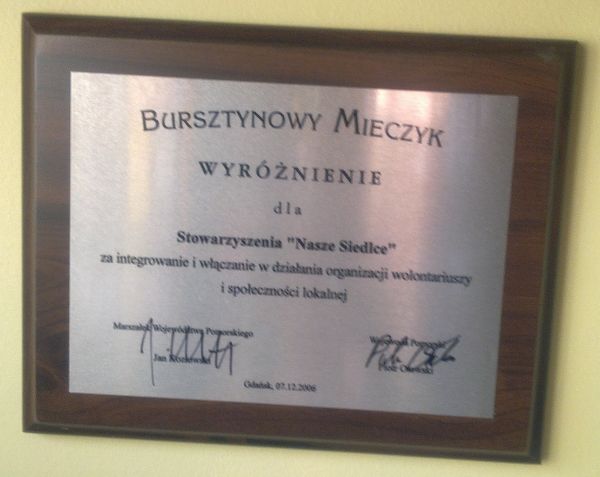 BURSZTYNOWY MIECZYK
WYRÓŻNIENIE
dla
Stowarzyszenia "Nasze Siedlce"
za integrowanie i włączanie w działania organizacji wolontariuszy
i społeczności lokalnej
Marszałek Województwa Pomorskiego
Jan Kozłowski
Wojewoda Pomorski
Piotr Ołowski
Gdańsk, 07.12.2006